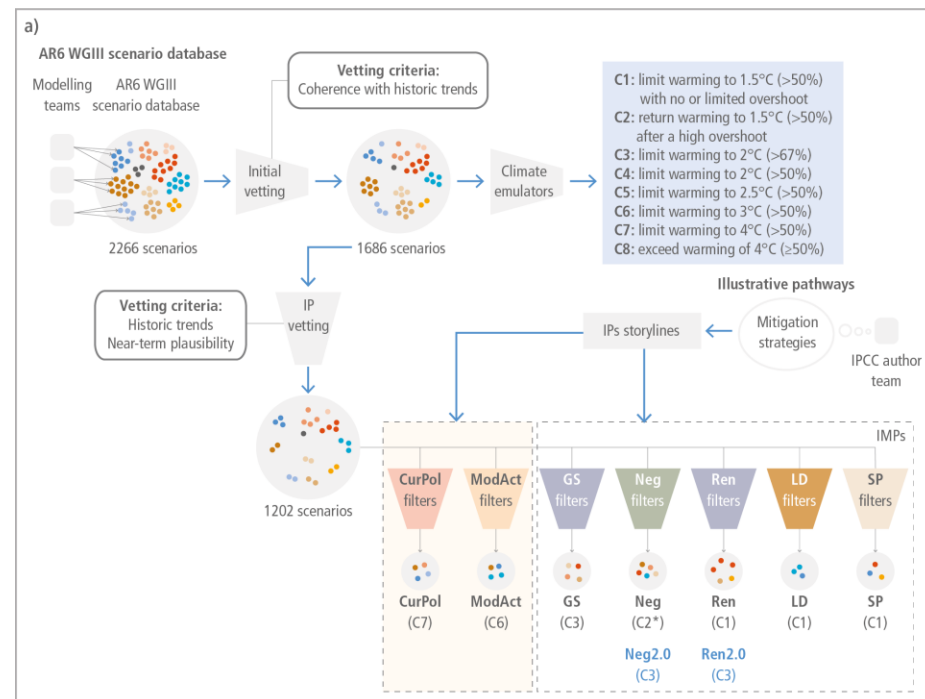 a)
AR6 WGIII scenario database
Modelling
teams
AR6 WGIII
scenario database
2266 scenarios
Initial
vetting
Vetting criteria:
Coherence with historic trends
1686 scenarios
Climate
emulators
C1: limit warming to 1.5°C (>50%)
with no or limited overshoot
C2: return warming to 1.5°C (>50%)
after a high overshoot
C3: limit warming to 2°C (>67%)
C4: limit warming to 2°C (>50%)
C5: limit warming to 2.5°C (>50%)
C6: limit warming to 3°C (>50%)
C7: limit warming to 4°C (>50%)
C8: exceed warming of 4°C (≥50%)
Vetting criteria:
Historic trends
Near-term plausibility
IP
vetting
Illustrative pathways
IPs storylines
Mitigation
strategies
IPCC author
team
1202 scenarios
IMPs
CurPol
filters
ModAct
filters
GS
filters
Neg
filters
Ren
filters
LD
filters
SP
filters
CurPol
(C7)
ModAct
(C6)
GS
(C3)
Neg
(C2*)
Ren
(C1)
LD
(C1)
SP
(C1)
Neg2.0
(C3)
Ren2.0
(C3)